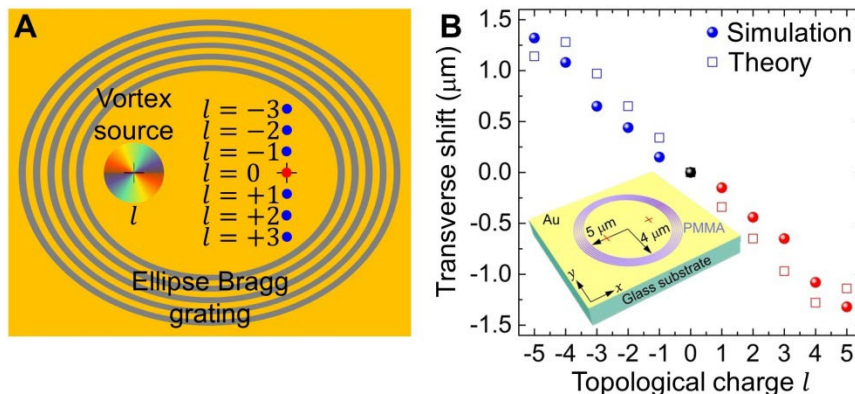 A
Vortex
source
l
l = −3
l = −2
l = −1
l = 0
l = +1
l = +2
l = +3
Ellipse Bragg
grating
B
Transverse shift (μm)
1.5
1.0
0.5
0.0
-0.5
-1.0
-1.5
Simulation
Theory
Au
5 μm
4 μm
PMMA
y
x
Glass substrate
-5 -4 -3 -2 -1 0 1 2 3 4 5
Topological charge l